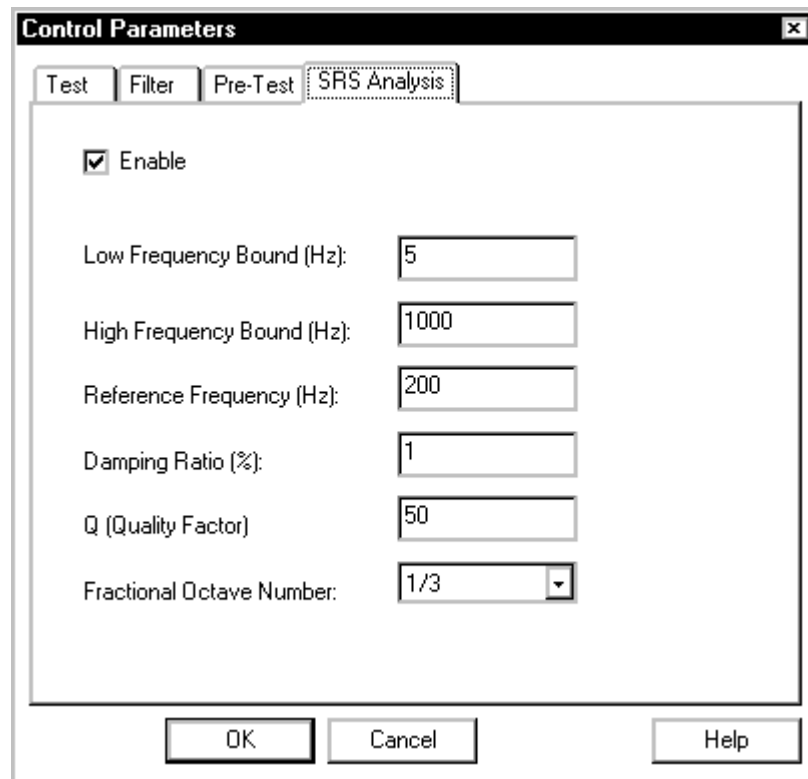 Control Parameters
Test Filter Pre-Test SRS Analysis
Enable
Low Frequency Bound (Hz): 5
High Frequency Bound (Hz): 1000
Reference Frequency (Hz): 200
Damping Ratio (%): 1
Q (Quality Factor) 50
Fractional Octave Number: 1/3
OK Cancel Help